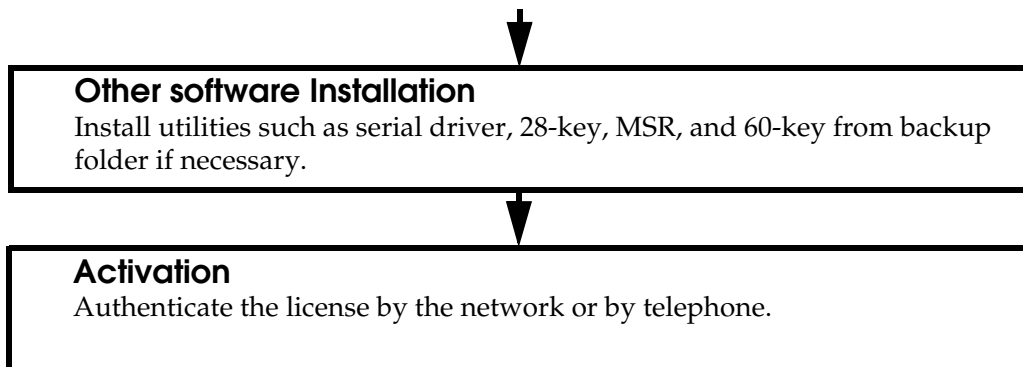 Other software Installation
Install utilities such as serial driver, 28-key, MSR, and 60-key from backup
folder if necessary.
Activation
Authenticate the license by the network or by telephone.